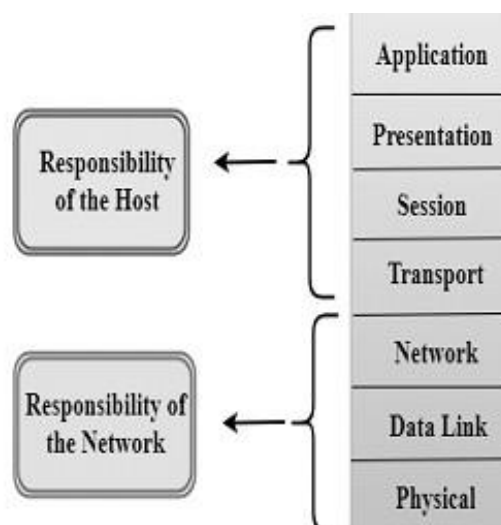 Application
Presentation
Session
Transport
Network
Data Link
Physical
Responsibility
of the Host
Responsibility of
the Network